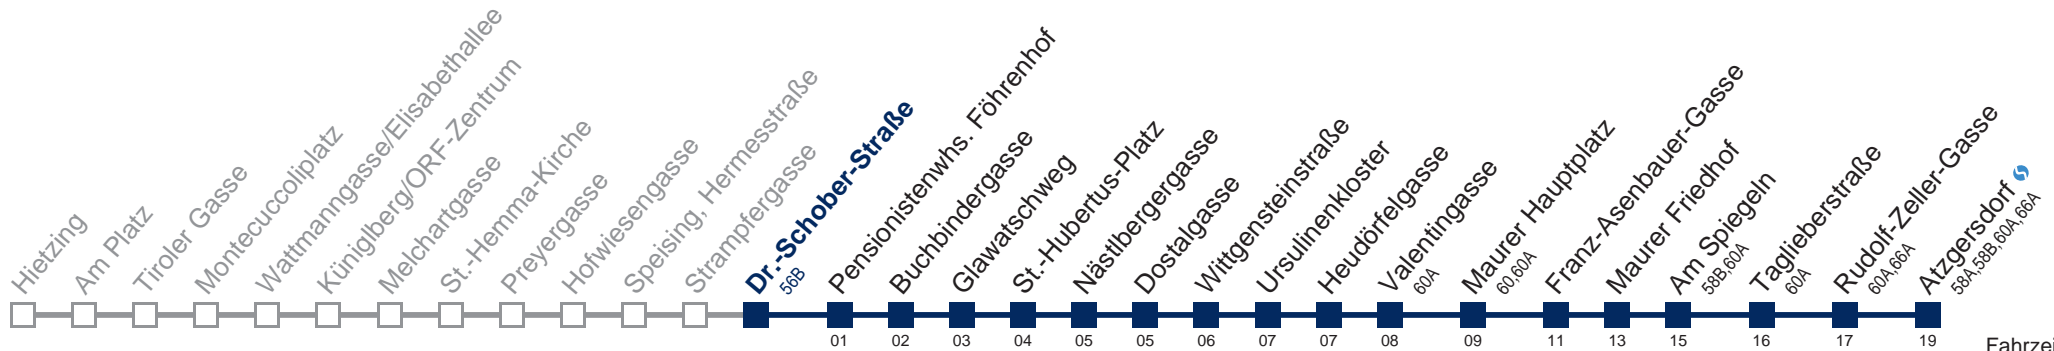 Hietzing
Am Platz
Tiroler Gasse
Montecuccoliplatz
Wattmanngasse/Elisabethallee
Küniglberg/ORF-Zentrum
Melchartgasse
St.-Hemma-Kirche
Preyergasse
Hofwiesengasse
Speising, Hermesstraße
Strampfergasse
Dr.-Schober-Straße
56B
Pensionistenwhs. Föhrenhof
Buchbindergasse
Glawatschweg
St.-Hubertus-Platz
Nästlbergergasse
Dostalgasse
Wittgensteinstraße
Ursulinenkloster
Heudörfelgasse
Valentingasse
60A
Maurer Hauptplatz
60,60A
Franz-Asenbauer-Gasse
Maurer Friedhof
Am Spiegeln
58B,60A
Taglieberstraße
60A
Rudolf-Zeller-Gasse
60A,66A
Atzgersdorf
58A,58B,60A,66A
01 02 03 04 05 05 06 07 07 08 09 11 13 15 16 17 19
Fahrzei